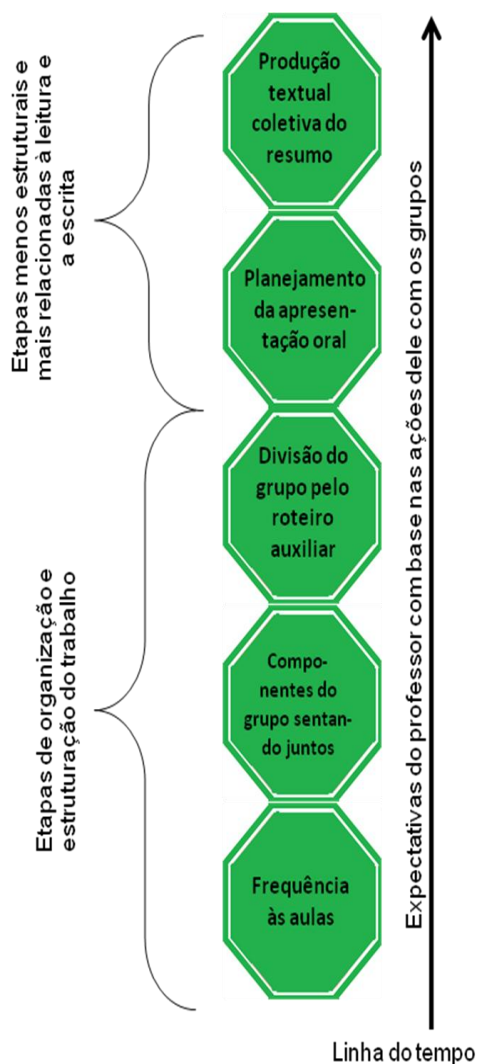 Etapas menos estruturais e
mais relacionadas à leitura e
a escrita
Etapas de organização e
estruturação do trabalho
Produção
textual
coletiva do
resumo
Planejamento
da apresen-
tação oral
Divisão do
grupo pelo
roteiro
auxiliar
Compo-
nentes do
grupo sentan-
do juntos
Frequência
às aulas
Expectativas do professor com base nas ações dele com os grupos
Linha do tempo